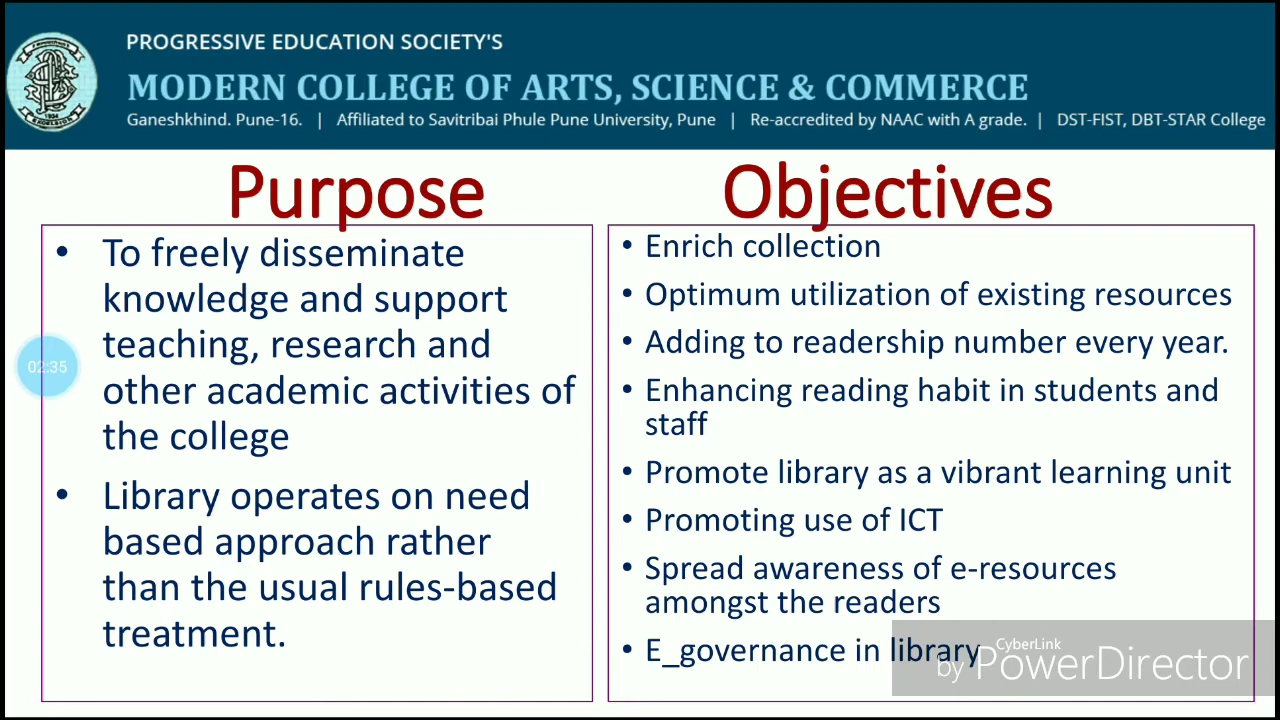 PROGRESSIVE EDUCATION SOCIETY'S
MODERN COLLEGE OF ARTS, SCIENCE & COMMERCE
Ganeshkhind. Pune-16. | Affiliated to Savitribai Phule Pune University, Pune | Re-accredited by NAAC with A grade. | DST-FIST, DBT-STAR College
Purpose
• To freely disseminate
knowledge and support
teaching, research and
other academic activities of
the college
• Library operates on need
based approach rather
than the usual rules-based
treatment.
02:35
Objectives
• Enrich collection
• Optimum utilization of existing resources
• Adding to readership number every year.
• Enhancing reading habit in students and
staff
• Promote library as a vibrant learning unit
• Promoting use of ICT
• Spread awareness of e-resources
amongst the readers
• E_governance in library
CyberLink
by PowerDirector